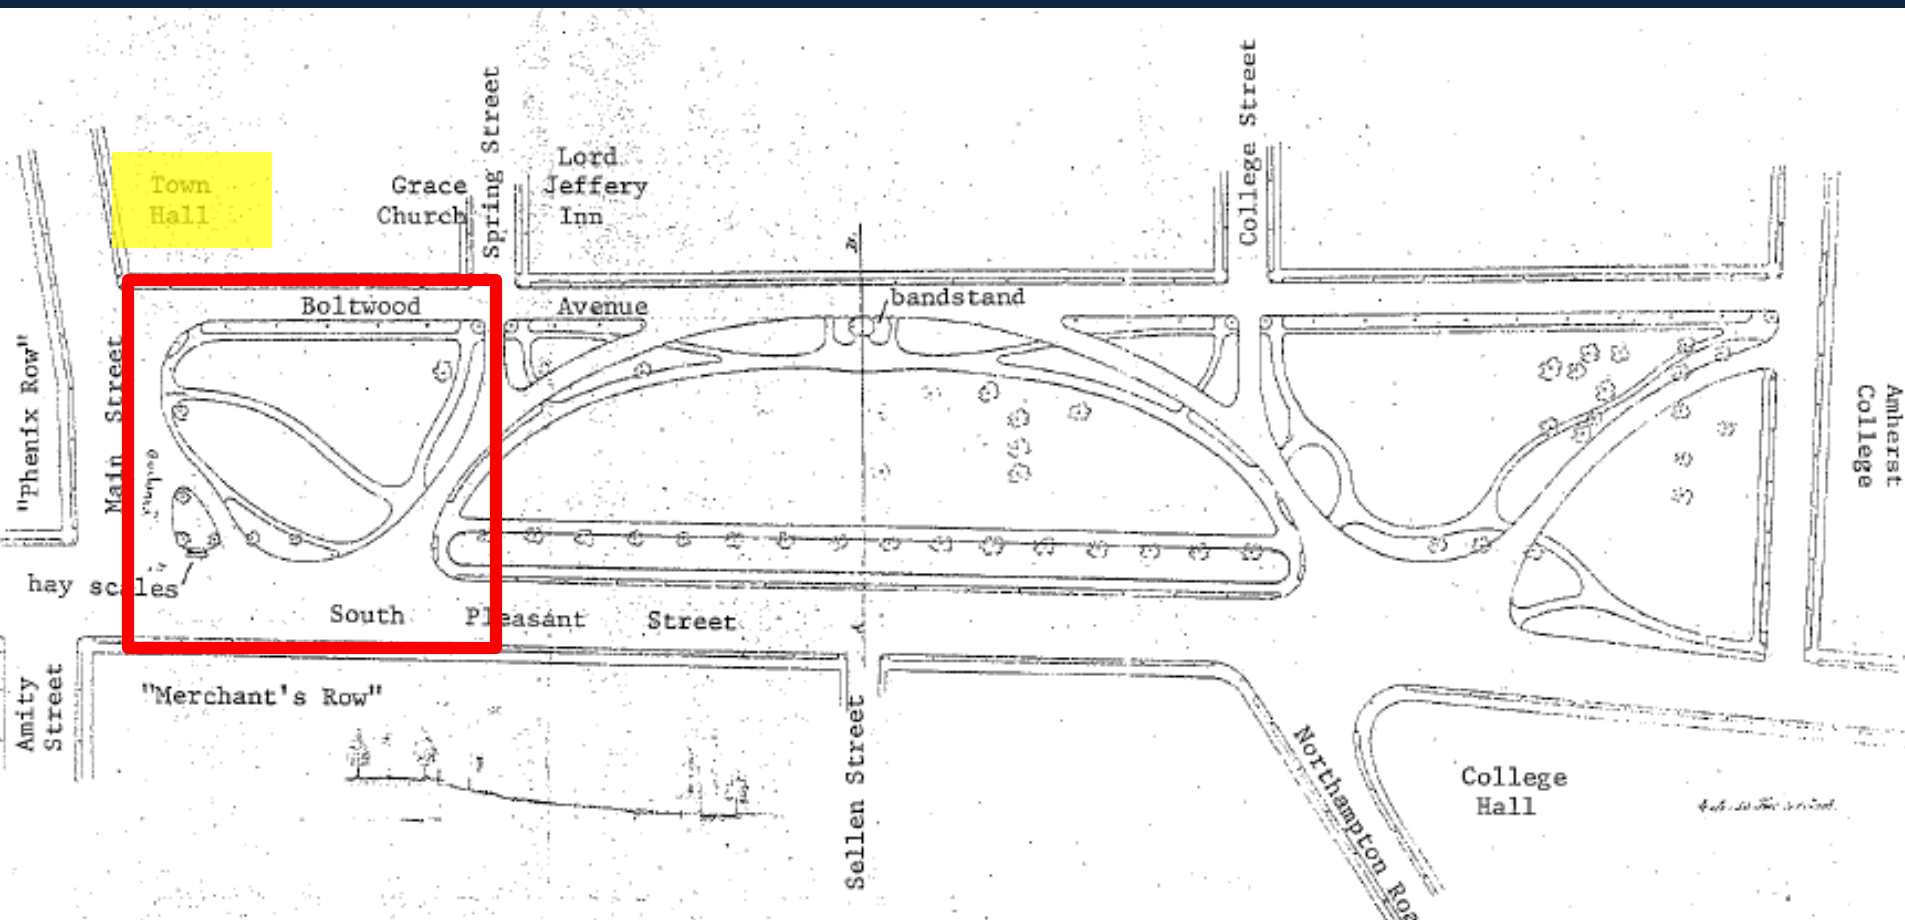 Town
Hall
Grace
Church
Spring Street
Lord
Jeffery
Inn
College Street
Boltwood
Avenue
bandstand
"Phenix Row"
Main Street
Amherst
College
hay scales
South
Pleasant
Street
Amity
Street
"Merchant's Row"
Sellen Street
Northampton Roa
College
Hall